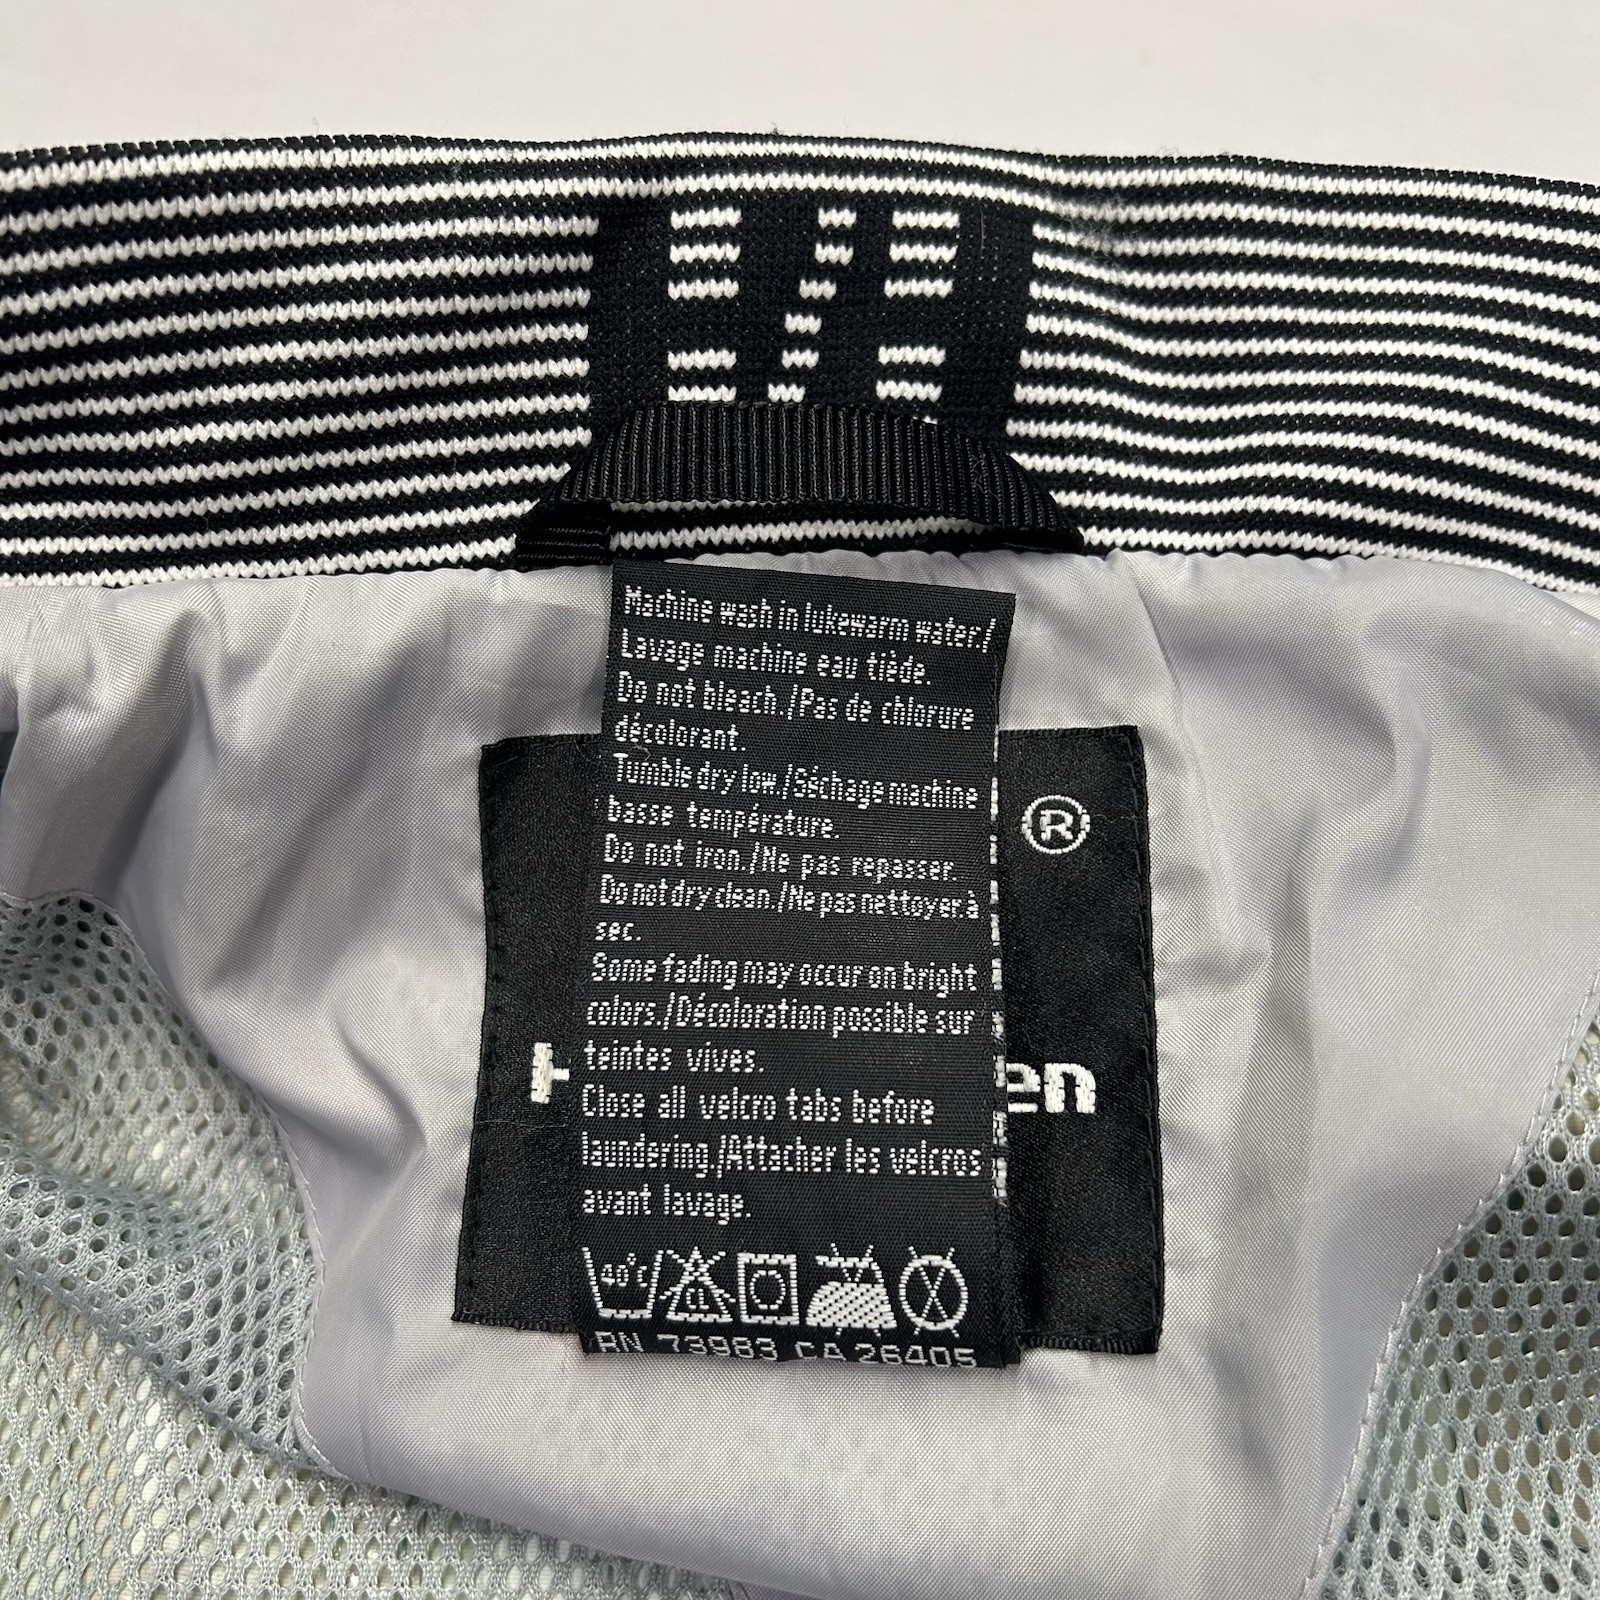 Machine wash in lukewarm water./
Lavage machine eau tiède.
Do not bleach./Pas de chlorure
décolorant.
Tumble dry low./Séchage machine
basse température.
Do not iron./Ne pas repasser.
Do not dry clean./Ne pas nettoyer.à
sec.
Some fading may occur on bright
colors./Décoloration possible sur
teintes vives.
Close all velcro tabs before
laundering./Attacher les velcros
avant lavage.
40°c cl
RN 73983 CA 26405
®
H en